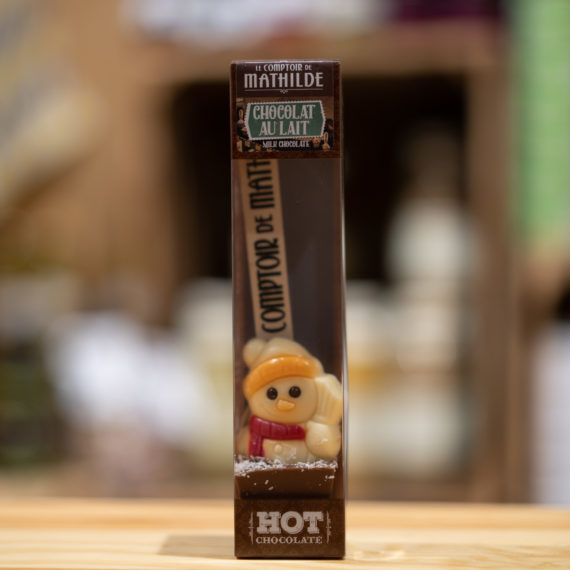 LE COMPTOIR DE
MATHILDE
CHOCOLAT
AU LAIT
MILK CHOCOLATE
COMPTOIR DE MATH
HOT
CHOCOLATE